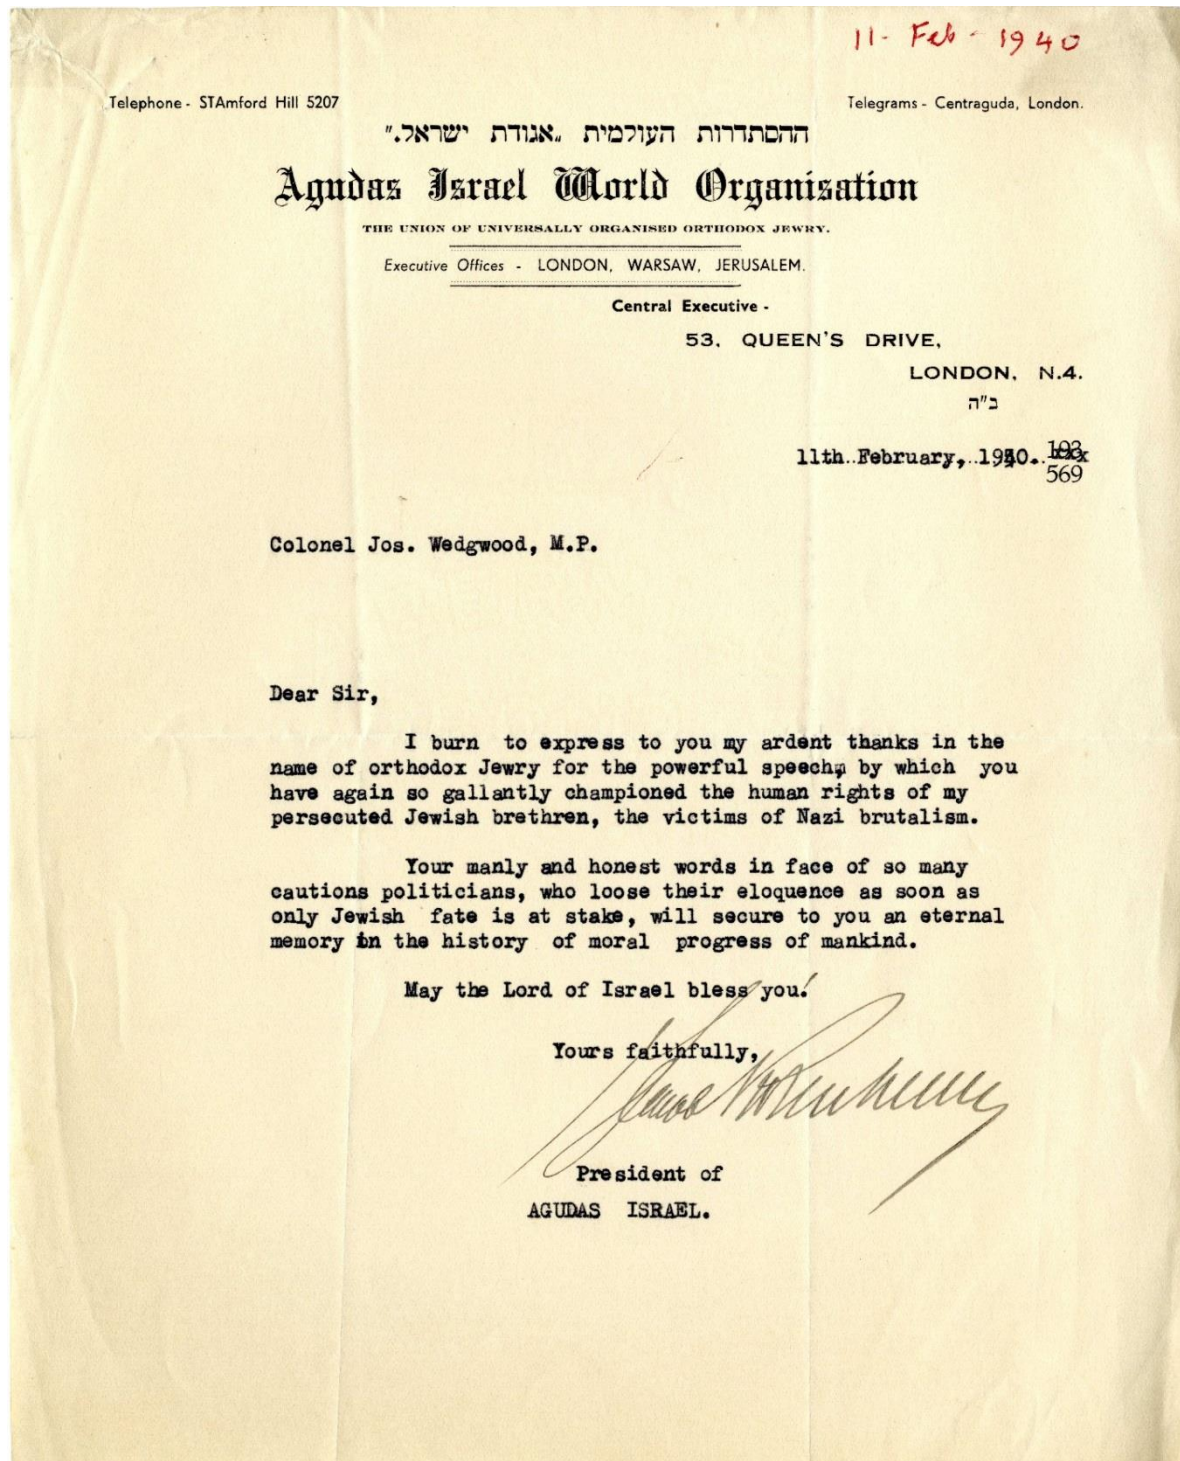 11 - Feb - 1940
Telephone - STAmford Hill 5207
Telegrams - Centraguda, London.
ההסתדרות העולמית „אגודת ישראל."
Agudas Israel World Organisation
THE UNION OF UNIVERSALLY ORGANISED ORTHODOX JEWRY.
Executive Offices - LONDON, WARSAW, JERUSALEM.
Central Executive -
53, QUEEN'S DRIVE,
LONDON, N.4.
ב"ה
11th February, 1940. 193
569
Colonel Jos. Wedgwood, M.P.
Dear Sir,
I burn to express to you my ardent thanks in the
name of orthodox Jewry for the powerful speech, by which you
have again so gallantly championed the human rights of my
persecuted Jewish brethren, the victims of Nazi brutalism.
Your manly and honest words in face of so many
cautions politicians, who loose their eloquence as soon as
only Jewish fate is at stake, will secure to you an eternal
memory in the history of moral progress of mankind.
May the Lord of Israel bless you!
Yours faithfully,
Jacob Rosenheim
President of
AGUDAS ISRAEL.